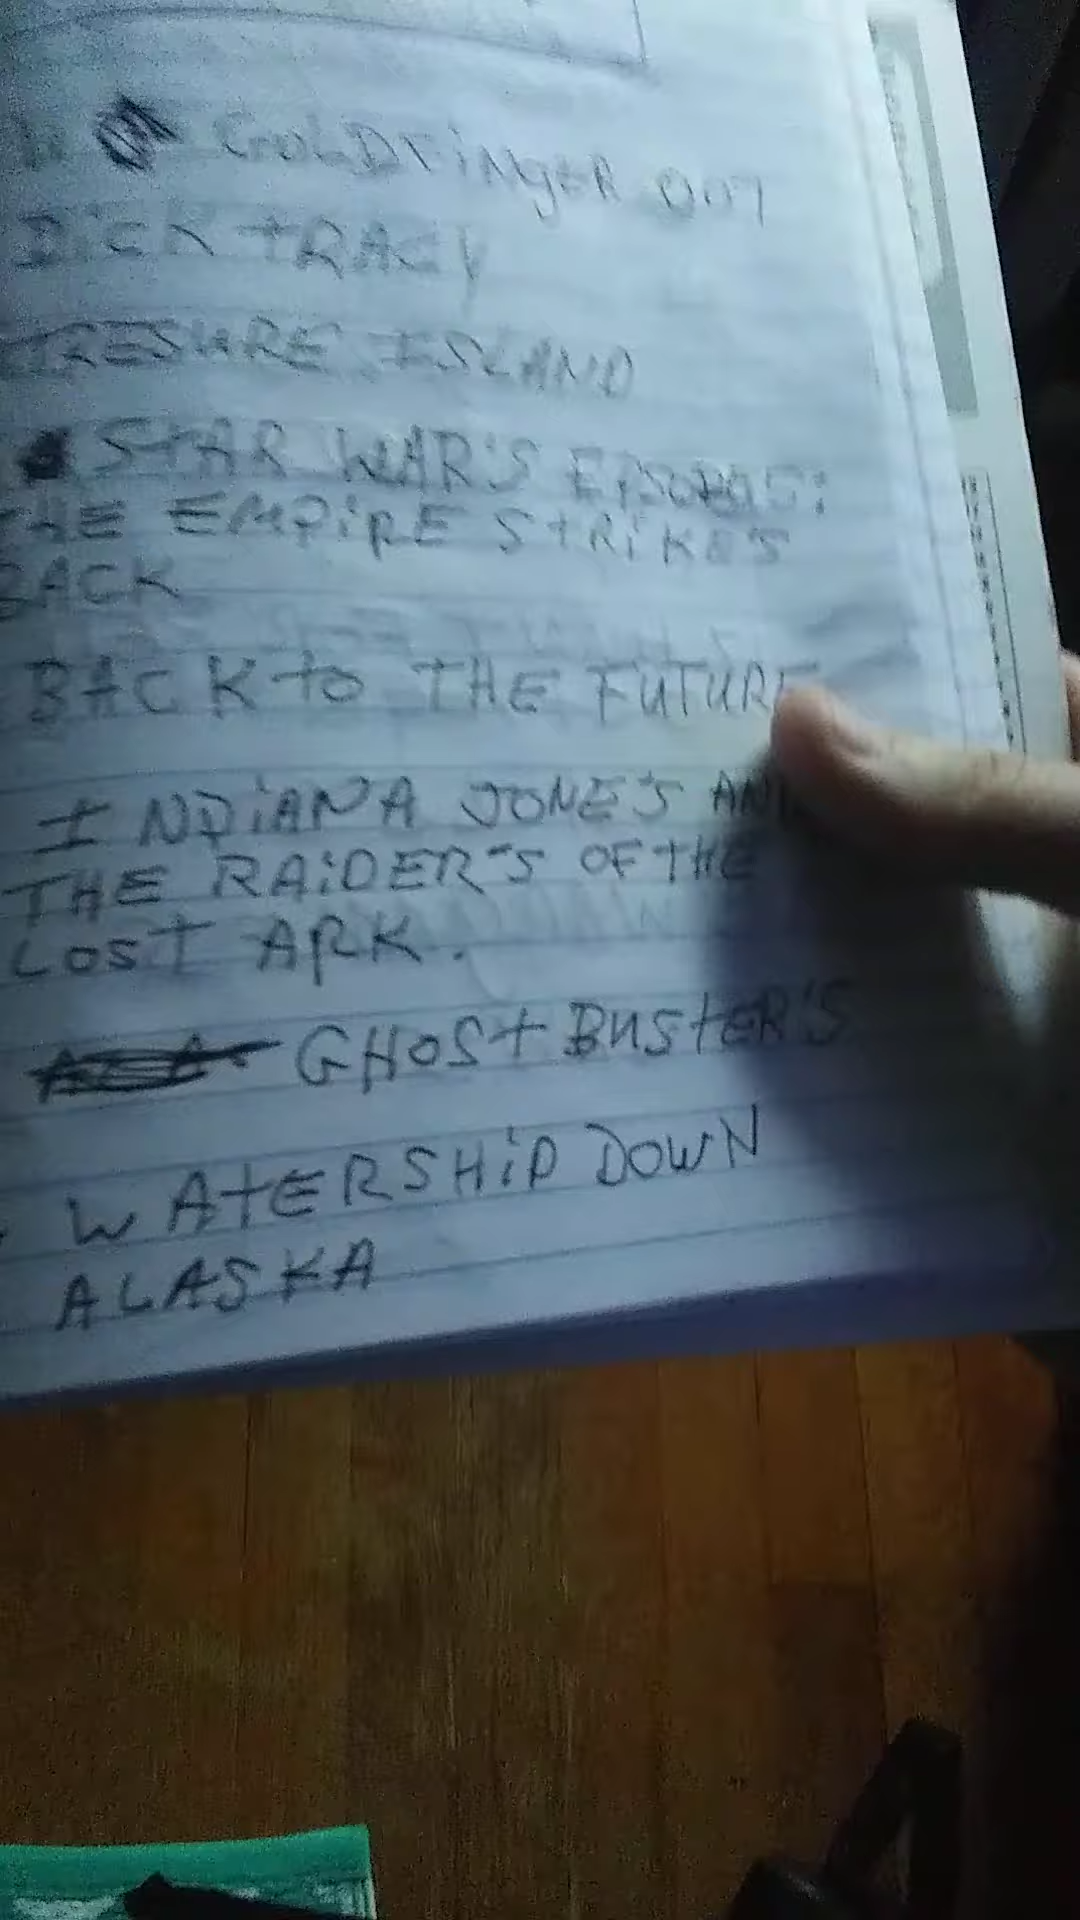 GOLDFiNgER 007
DiCK tRACY
TRESURE ISLAND
StAR WAR'S
THE EMPiRE StRiKE'S
BACK
BACK to THE FUTURE
INDiANA JONE'S AND
THE RAiDER'S OF tHE
LOST ARK.
GHOSt BUStER'S
WAtERSHiP DOWN
ALASKA